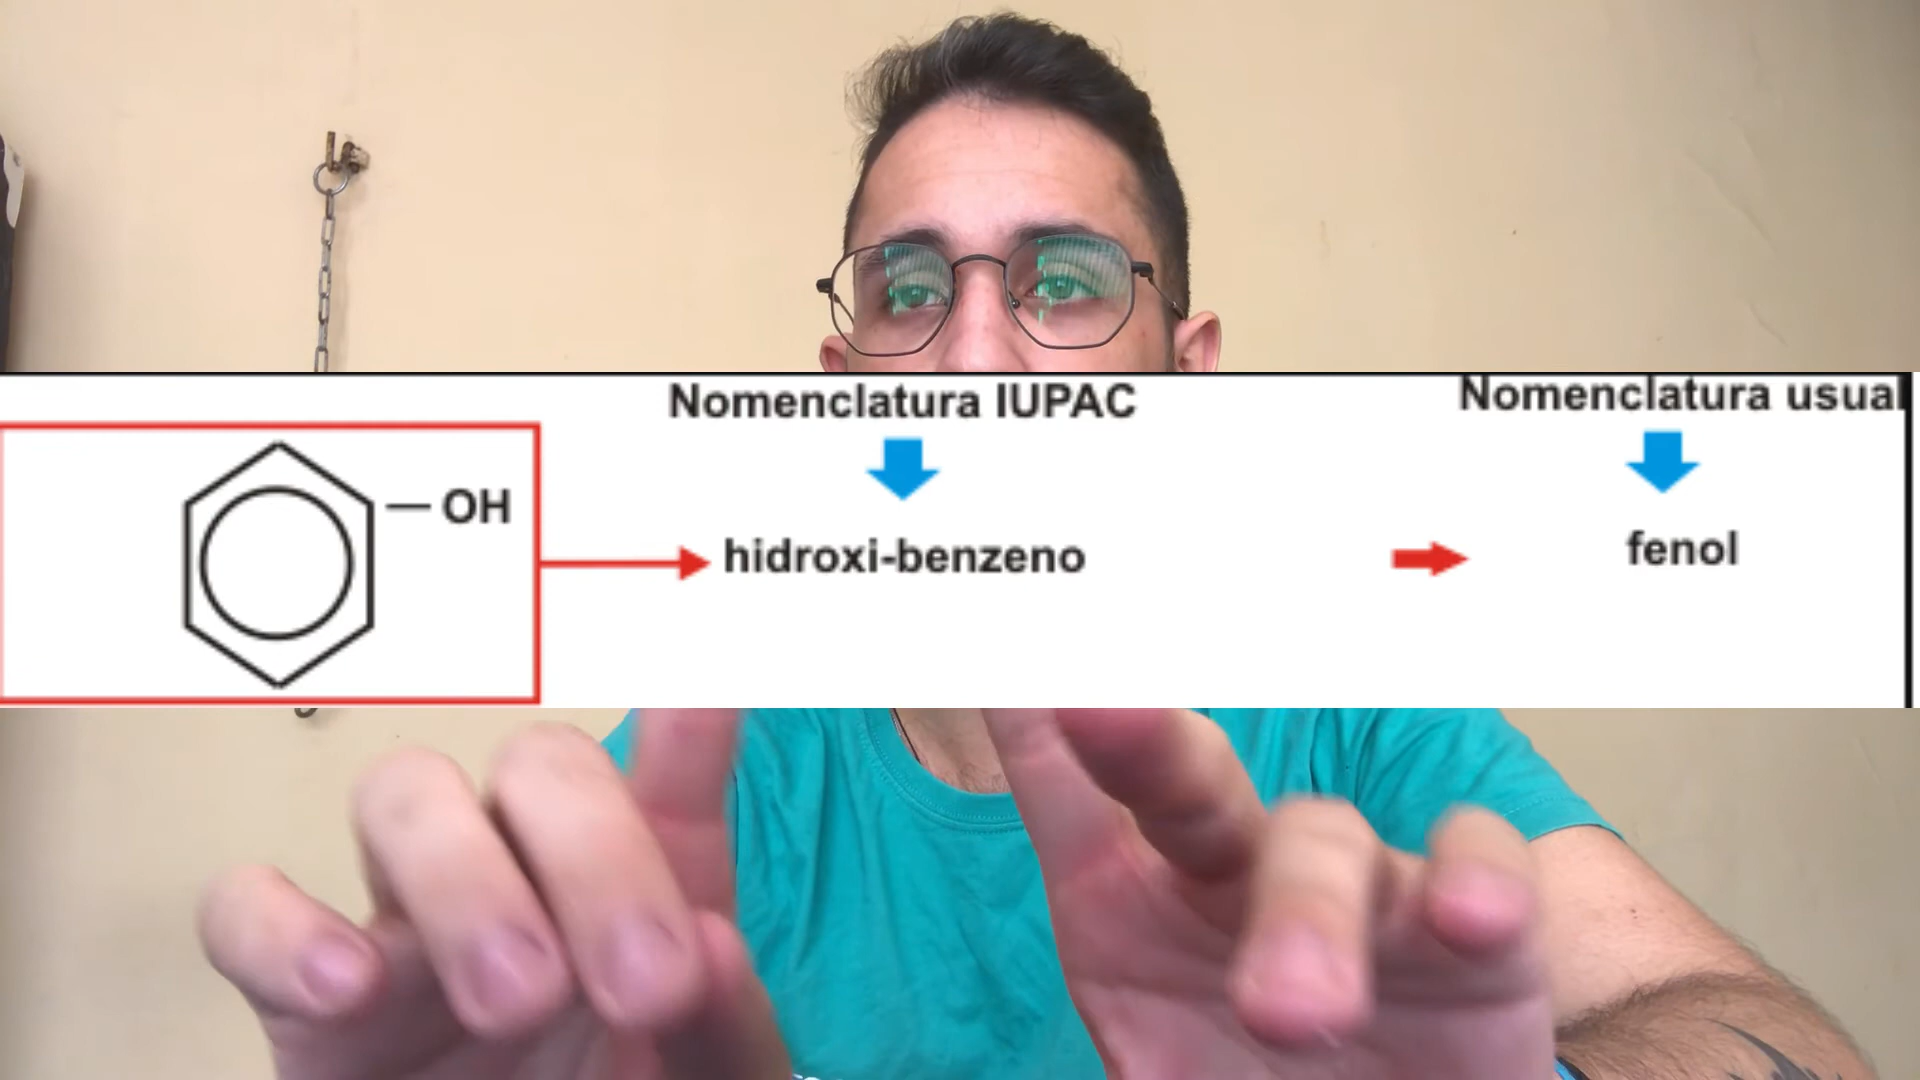 Nomenclatura IUPAC
Nomenclatura usual
— OH
hidroxi-benzeno
fenol